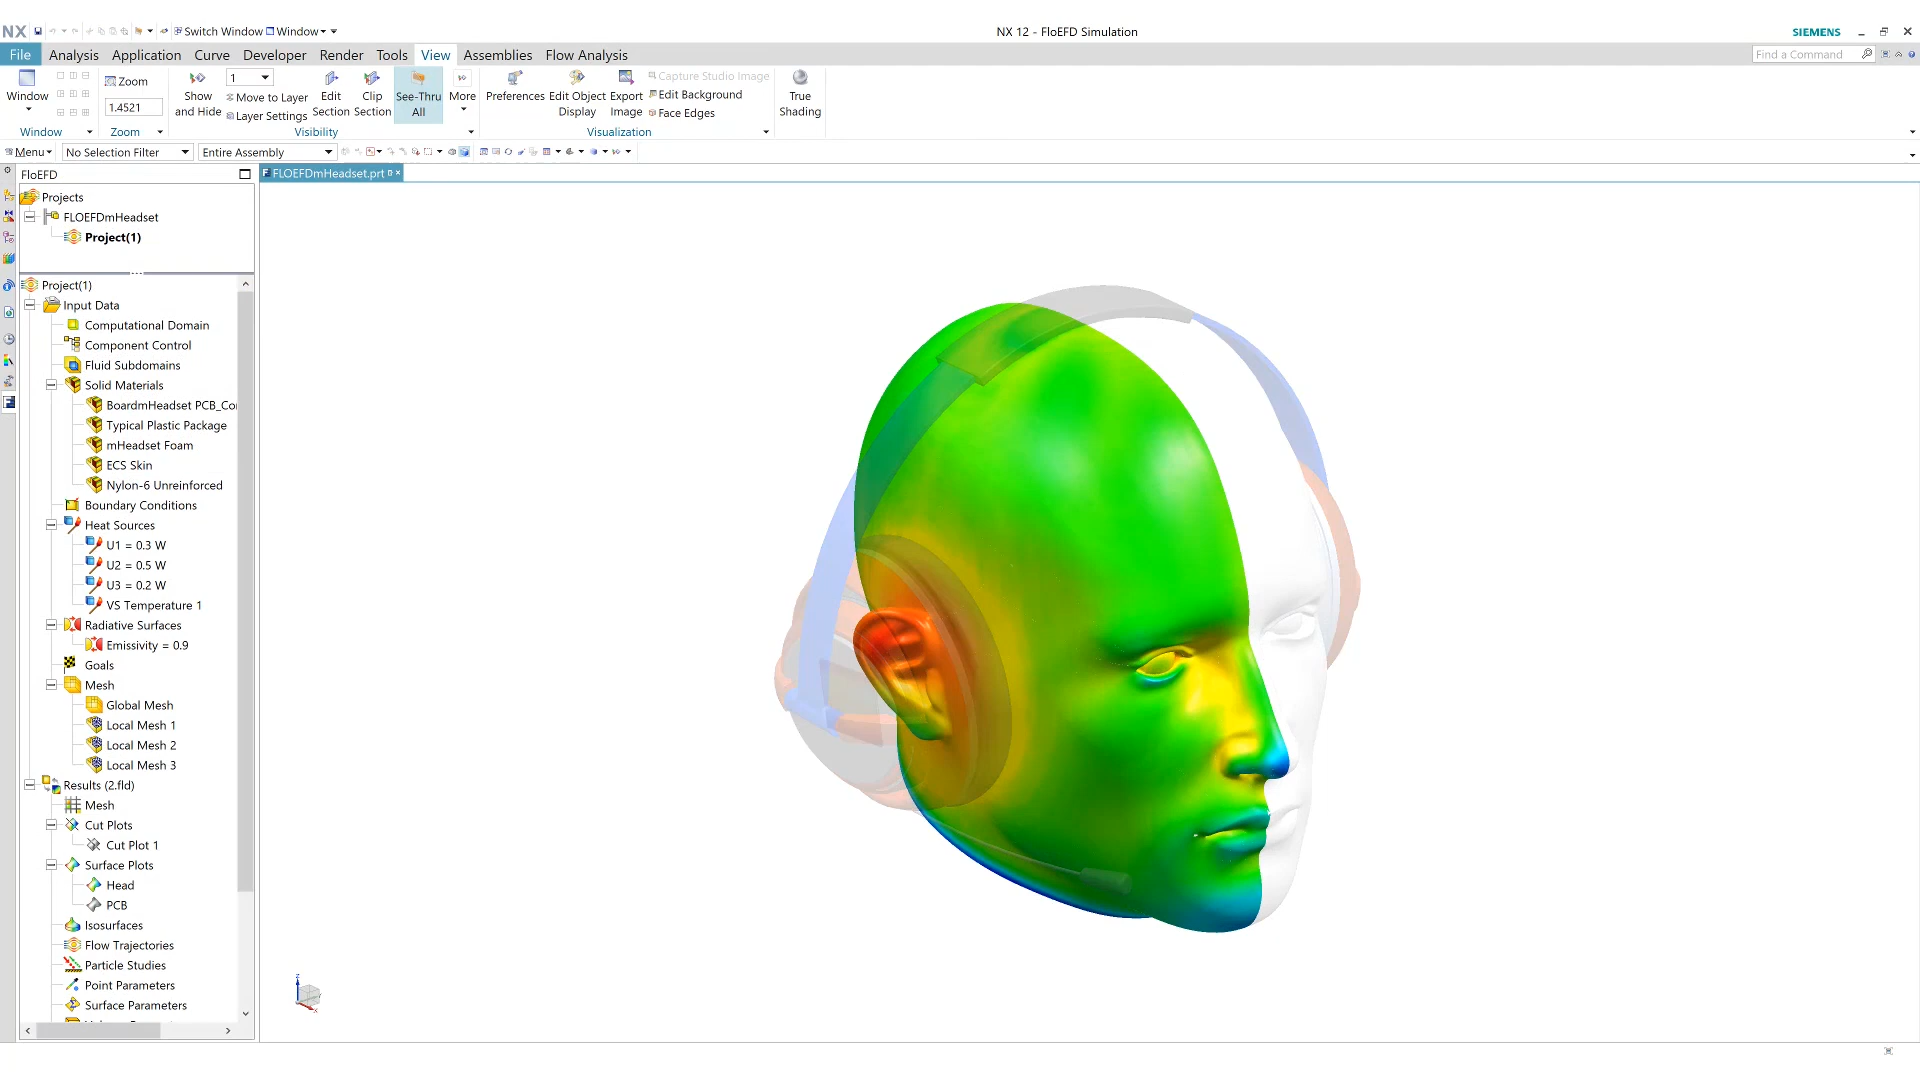 NX Switch Window Window NX 12 - FloEFD Simulation SIEMENS
File Analysis Application Curve Developer Render Tools View Assemblies Flow Analysis Find a Command
Window
Zoom
1.4521
Show and Hide
1
Move to Layer
Layer Settings
Edit Section
Clip Section
See-Thru All
More
Preferences
Edit Object Display
Export Image
Capture Studio Image
Edit Background
Face Edges
True Shading
Window Zoom Visibility Visualization
Menu No Selection Filter Entire Assembly
FloEFD
FLOEFDmHeadset.prt
Projects
FLOEFDmHeadset
Project(1)
Project(1)
Input Data
Computational Domain
Component Control
Fluid Subdomains
Solid Materials
BoardmHeadset PCB_Co
Typical Plastic Package
mHeadset Foam
ECS Skin
Nylon-6 Unreinforced
Boundary Conditions
Heat Sources
U1 = 0.3 W
U2 = 0.5 W
U3 = 0.2 W
VS Temperature 1
Radiative Surfaces
Emissivity = 0.9
Goals
Mesh
Global Mesh
Local Mesh 1
Local Mesh 2
Local Mesh 3
Results (2.fld)
Mesh
Cut Plots
Cut Plot 1
Surface Plots
Head
PCB
Isosurfaces
Flow Trajectories
Particle Studies
Point Parameters
Surface Parameters